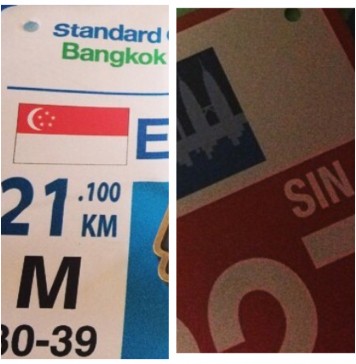 standard
Bangkok
E
21.100
KM
M
30-39
SIN